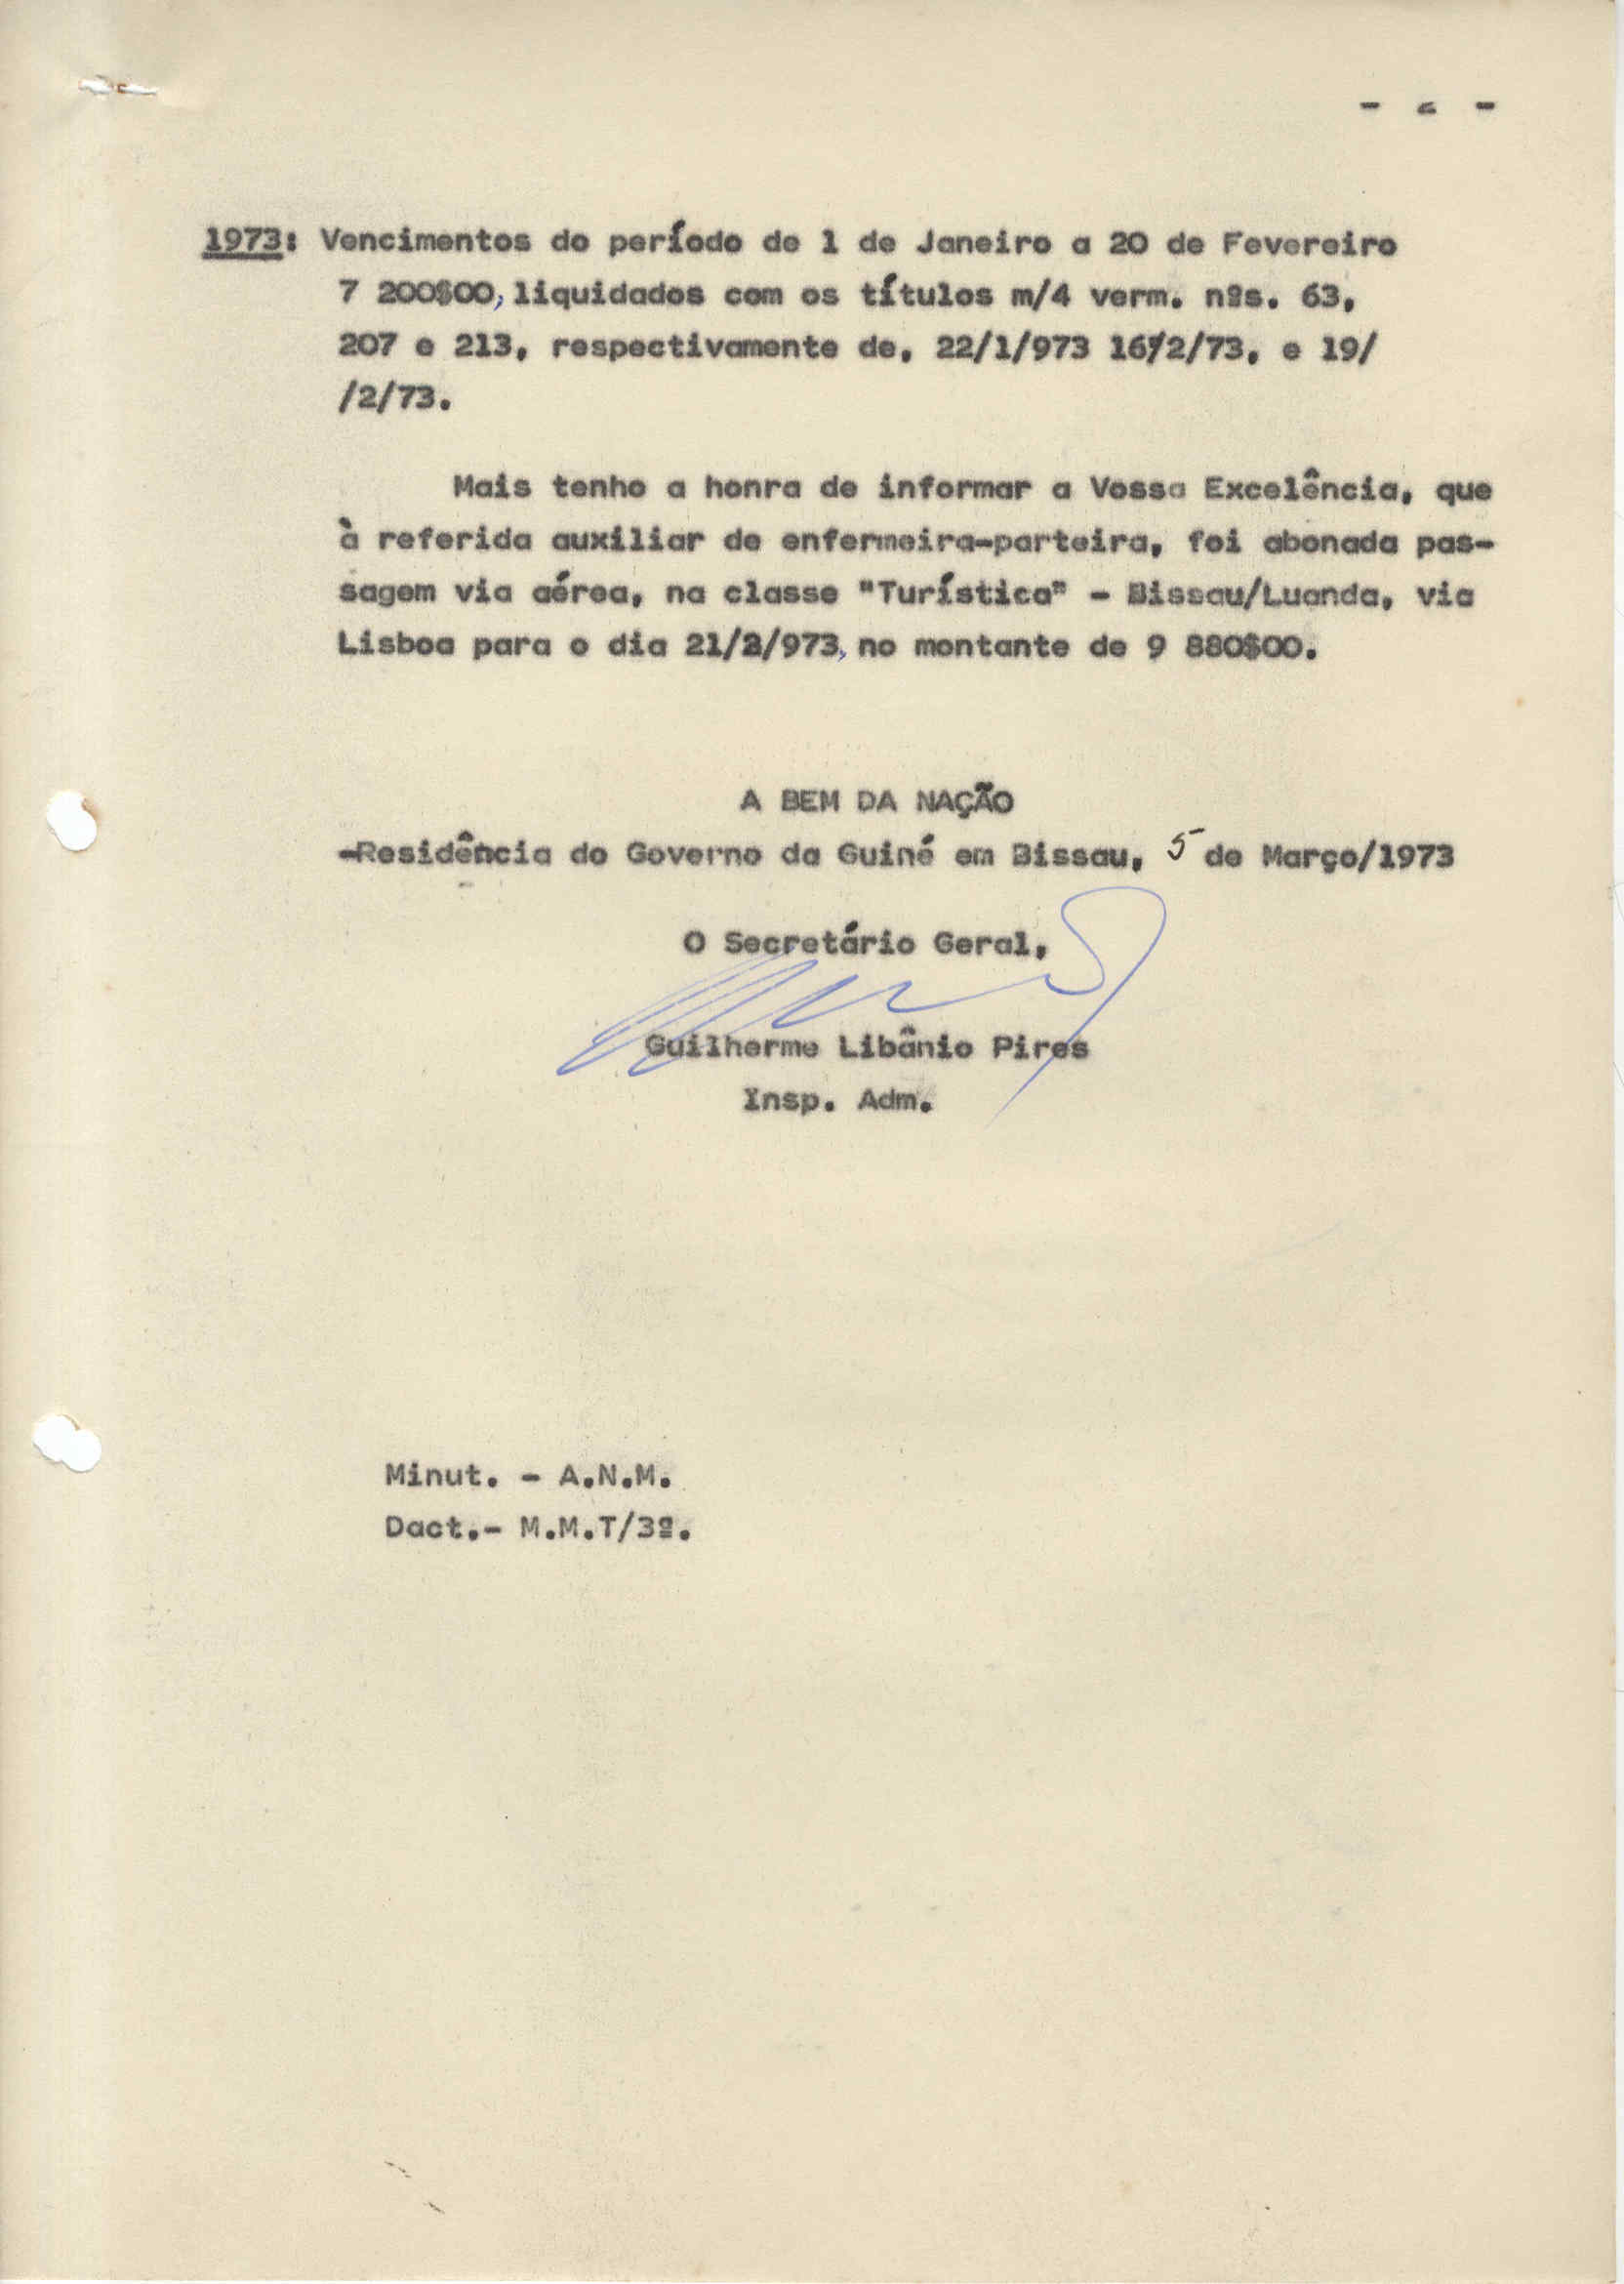 - 2 -
1973: Vencimentos do período de 1 de Janeiro a 20 de Fevereiro
7 200$00, liquidados com os títulos m/4 verm. nºs. 63,
207 e 213, respectivamente de, 22/1/973 16/2/73, e 19/
/2/73.
Mais tenho a honra de informar a Vossa Excelência, que
à referida auxiliar de enfermeira-parteira, foi abonada pas-
sagem via aérea, na classe "Turística" - Bissau/Luanda, via
Lisboa para o dia 21/2/973, no montante de 9 880$00.
A BEM DA NAÇÃO
-Residência do Governo da Guiné em Bissau, 5 de Março/1973
O Secretário Geral,
Guilherme Libânio Pires
Insp. Adm.
Minut. - A.N.M.
Dact.- M.M.T/3º.